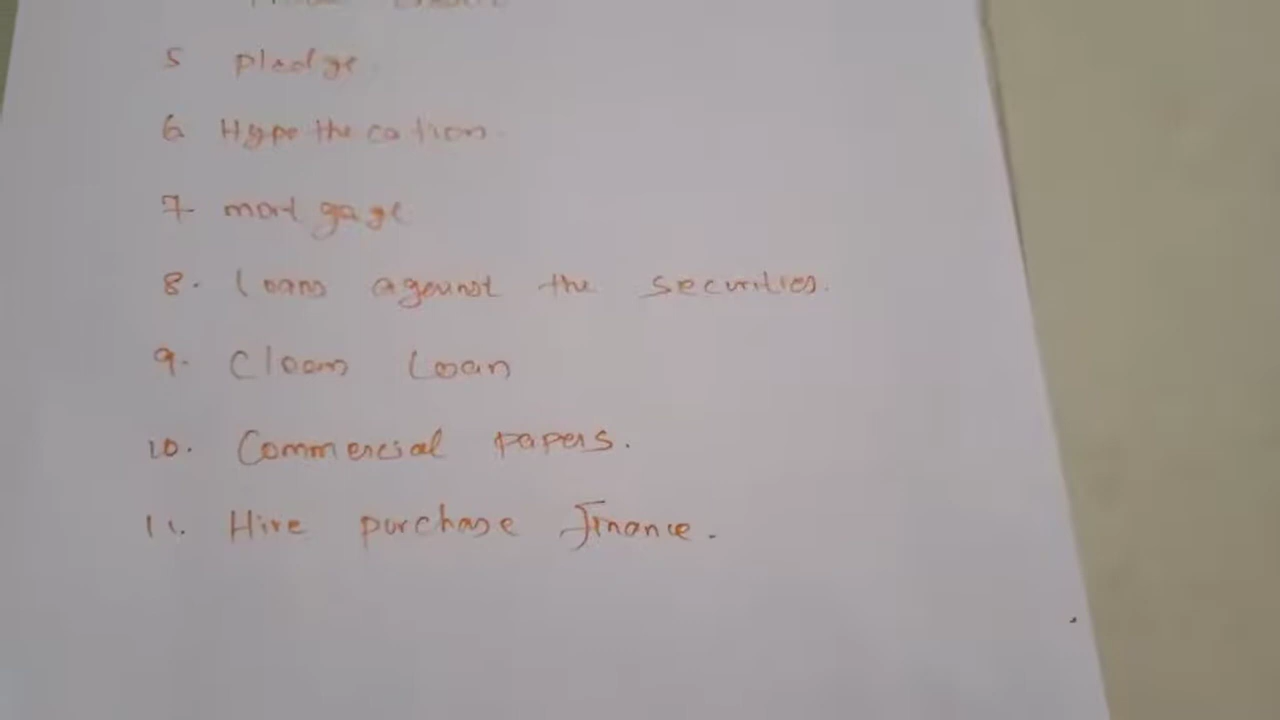 5 pledge
6 Hypothecation.
7 mortgage
8. Loans against the securities.
9. Clean Loan
10. Commercial papers.
11. Hire purchase finance.